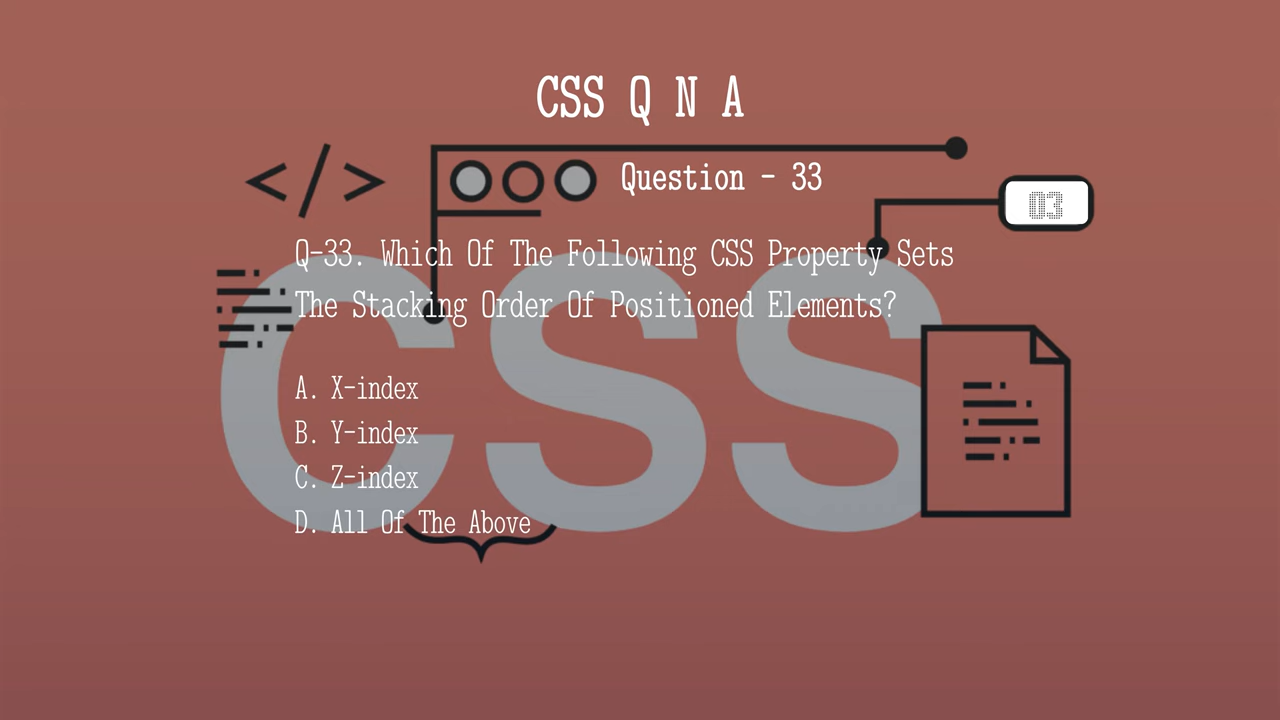 CSS Q N A
Question - 33
03
Q-33. Which Of The Following CSS Property Sets
The Stacking Order Of Positioned Elements?
A. X-index
B. Y-index
C. Z-index
D. All Of The Above
CSS
</>